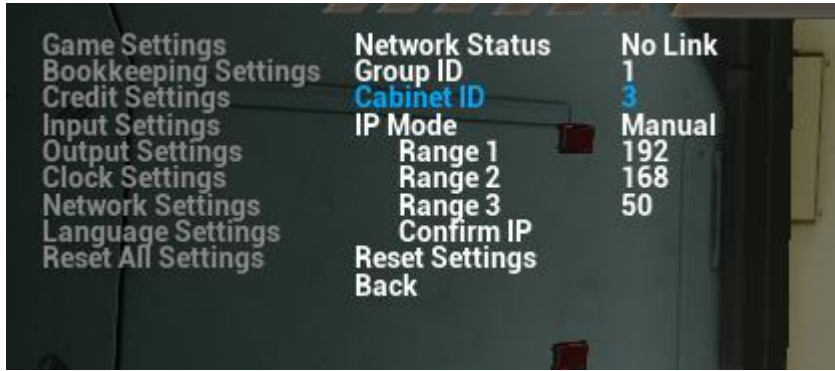 Game Settings
Bookkeeping Settings
Credit Settings
Input Settings
Output Settings
Clock Settings
Network Settings
Language Settings
Reset All Settings
Network Status No Link
Group ID 1
Cabinet ID 3
IP Mode Manual
Range 1 192
Range 2 168
Range 3 50
Confirm IP
Reset Settings
Back